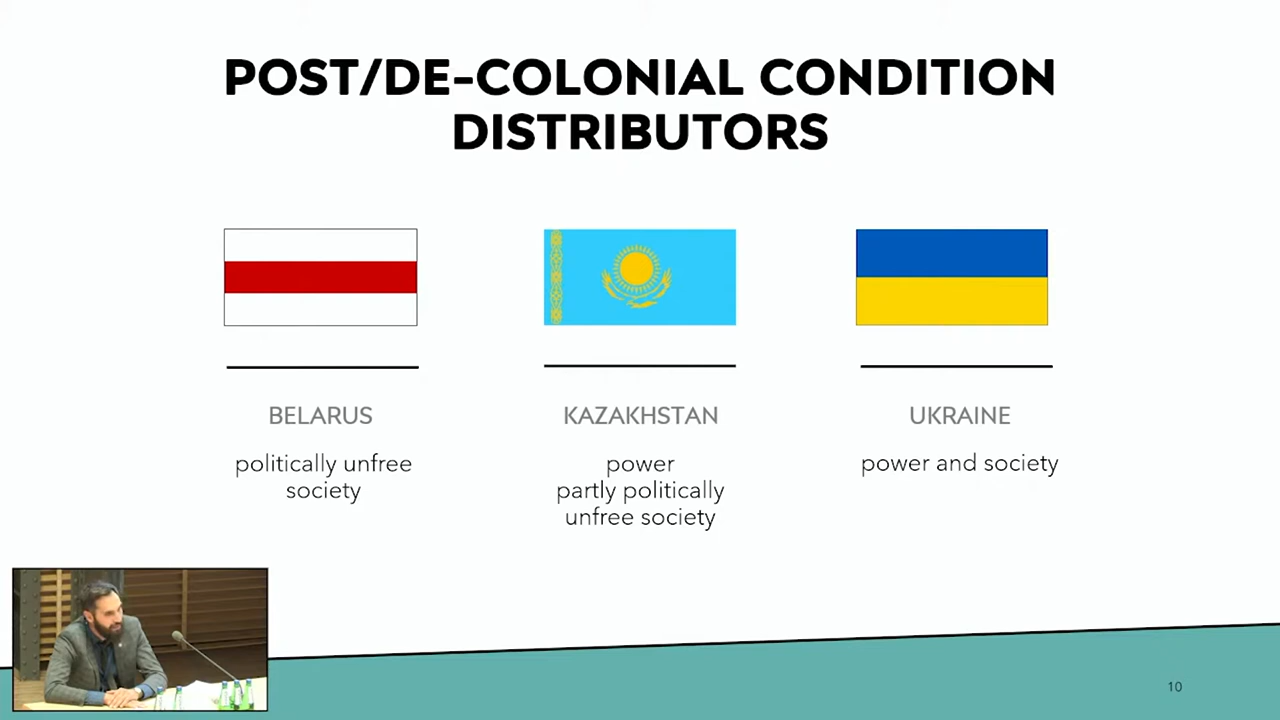 POST/DE-COLONIAL CONDITION
DISTRIBUTORS
BELARUS
politically unfree
society
KAZAKHSTAN
power
partly politically
unfree society
UKRAINE
power and society
10